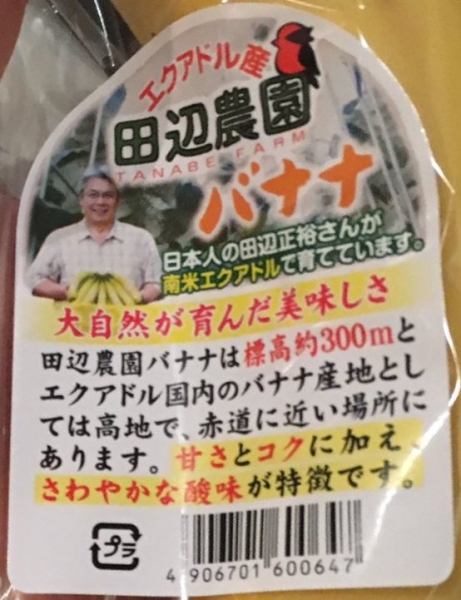 エクアドル産
田辺農園
TANABE FARM
バナナ
日本人の田辺正裕さんが
南米エクアドルで育てています。
大自然が育んだ美味しさ
田辺農園バナナは標高約300mと
エクアドル国内のバナナ産地とし
ては高地で、赤道に近い場所に
あります。甘さとコクに加え、
さわやかな酸味が特徴です。
プラ
4906701600647